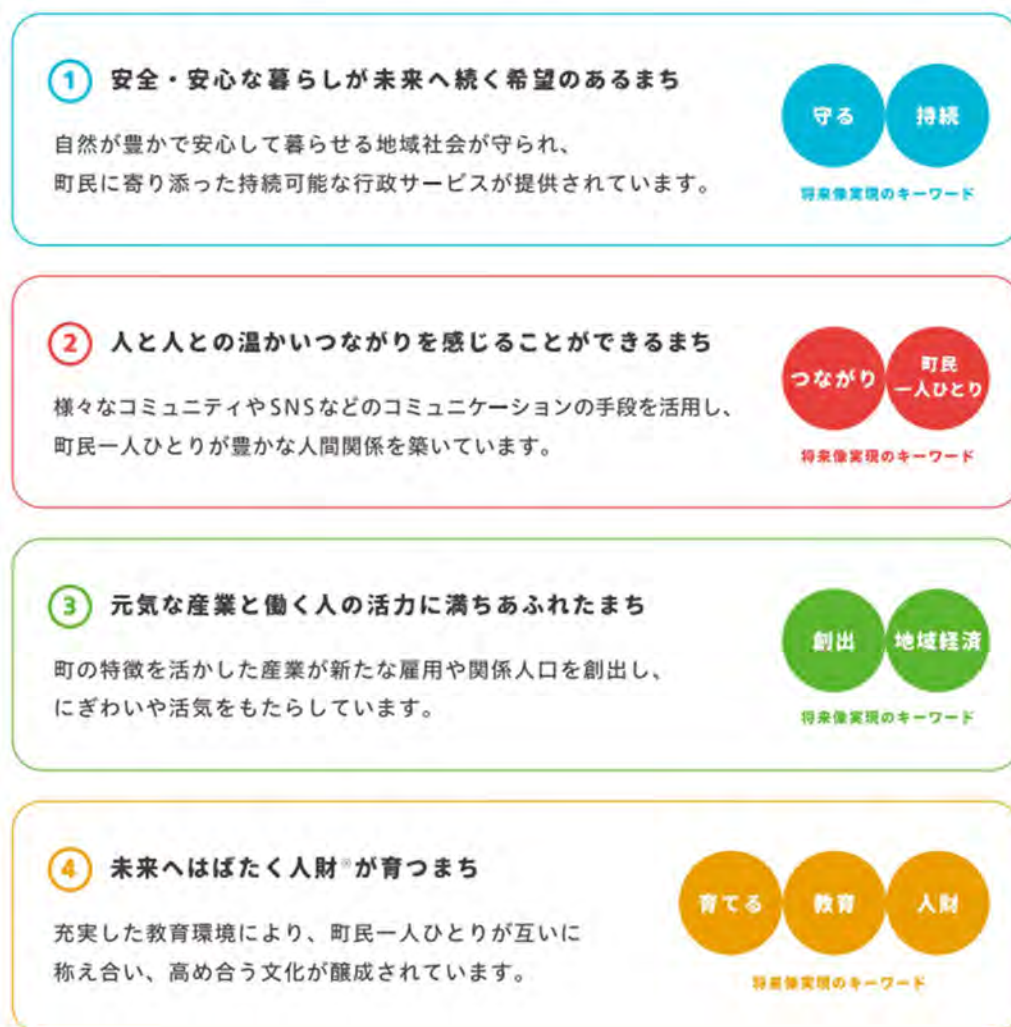 ① 安全・安心な暮らしが未来へ続く希望のあるまち
自然が豊かで安心して暮らせる地域社会が守られ、
町民に寄り添った持続可能な行政サービスが提供されています。
守る 持続
将来像実現のキーワード
② 人と人との温かいつながりを感じることができるまち
様々なコミュニティやSNSなどのコミュニケーションの手段を活用し、
町民一人ひとりが豊かな人間関係を築いています。
つながり 町民
一人ひとり
将来像実現のキーワード
③ 元気な産業と働く人の活力に満ちあふれたまち
町の特徴を活かした産業が新たな雇用や関係人口を創出し、
にぎわいや活気をもたらしています。
創出 地域経済
将来像実現のキーワード
④ 未来へはばたく人財※が育つまち
充実した教育環境により、町民一人ひとりが互いに
称え合い、高め合う文化が醸成されています。
育てる 教育 人財
将来像実現のキーワード